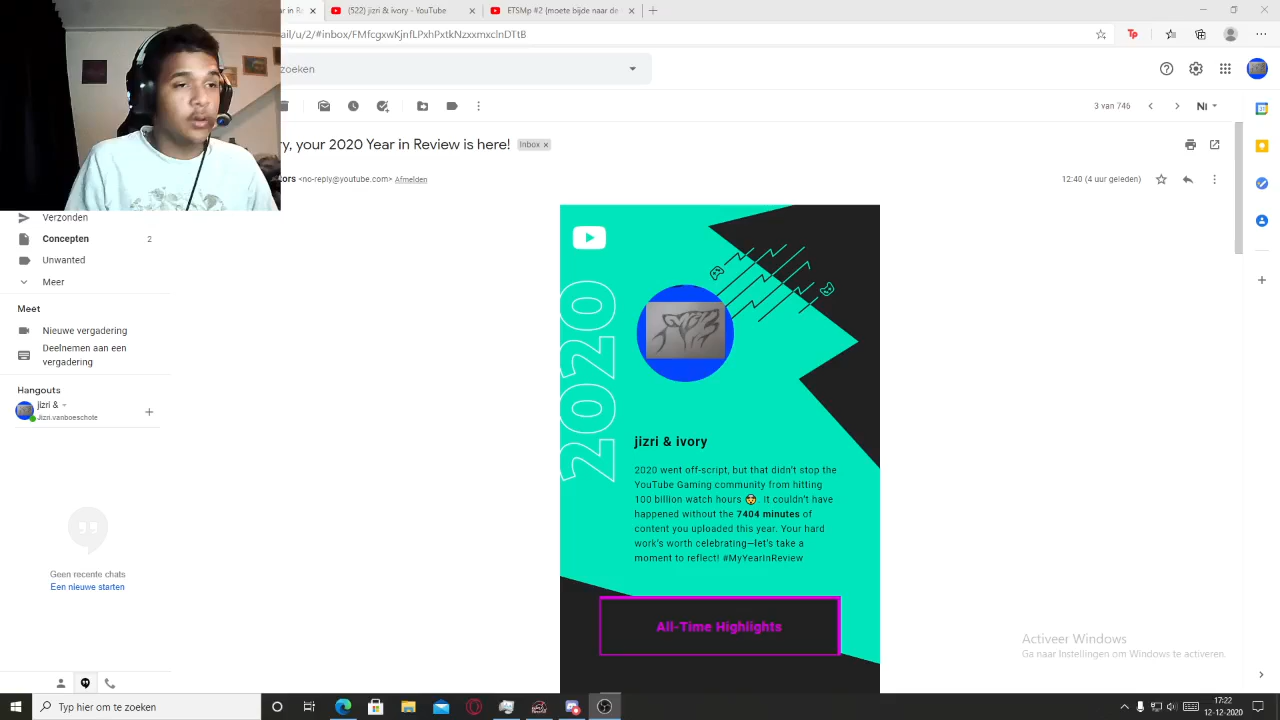 (522) jizri & ivory - YouTube
ETSMp #2 (moete bijde naar de
ail/u/2/#inbox/FMfcgxwKjnfLPxhPxtkNzxxmxclnDTtB
zoeken
3 van 746
NI
ry, your 2020 Year in Review is here!
Inbox x
tors <no-reply@youtube.com> Afmelden
12:40 (4 uur geleden)
Verzonden
Concepten 2
Unwanted
Meer
Meet
Nieuwe vergadering
Deelnemen aan een
vergadering
Hangouts
jizri &
Jizri.vanboeschote
Geen recente chats
Een nieuwe starten
2020
jizri & ivory
2020 went off-script, but that didn't stop the
YouTube Gaming community from hitting
100 billion watch hours 🤯. It couldn't have
happened without the 7404 minutes of
content you uploaded this year. Your hard
work's worth celebrating—let's take a
moment to reflect! #MyYearInReview
All-Time Highlights
Activeer Windows
Ga naar Instellingen om Windows te activeren.
Typ hier om te zoeken
17:22
12-12-2020